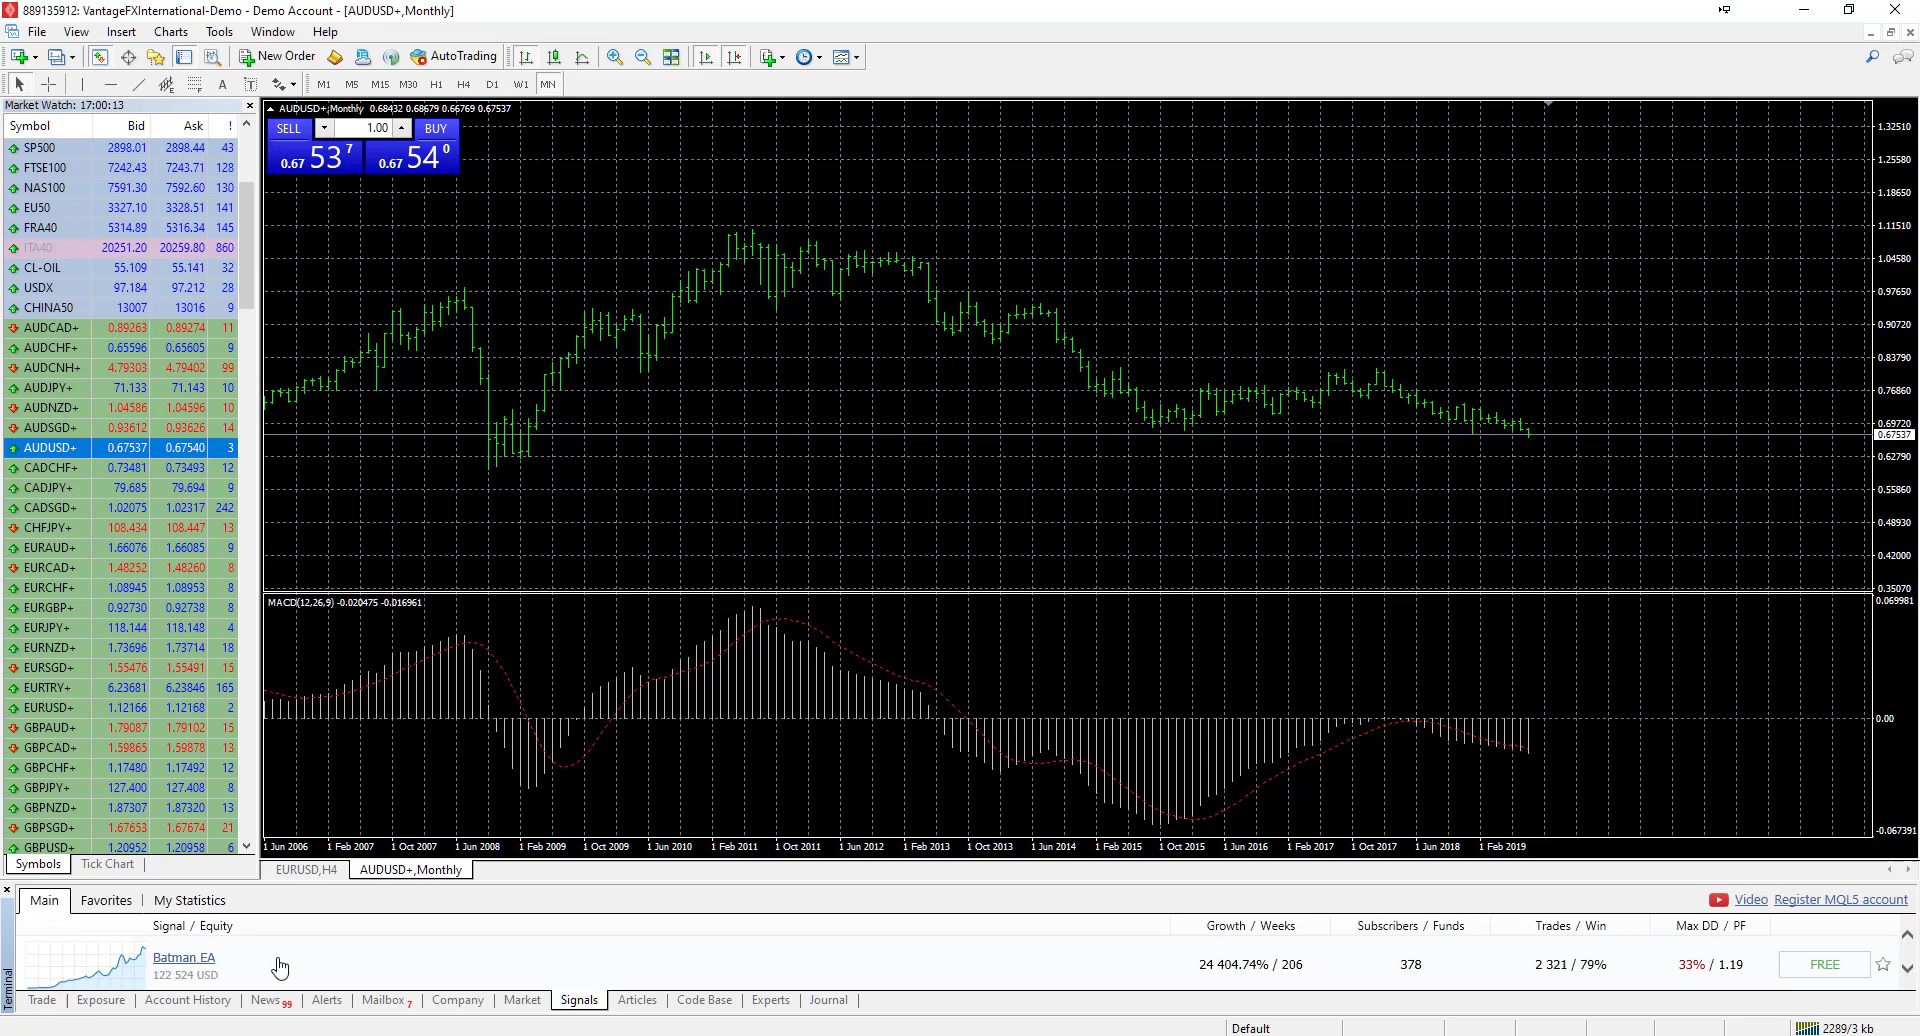 889135912: VantageFXInternational-Demo - Demo Account - [AUDUSD+,Monthly]
File View Insert Charts Tools Window Help
New Order AutoTrading
A T M1 M5 M15 M30 H1 H4 D1 W1 MN
Market Watch: 17:00:13
Symbol Bid Ask !
SP500 2898.01 2898.44 43
FTSE100 7242.43 7243.71 128
NAS100 7591.30 7592.60 130
EU50 3327.10 3328.51 141
FRA40 5314.89 5316.34 145
ITA40 20251.20 20259.80 860
CL-OIL 55.109 55.141 32
USDX 97.184 97.212 28
CHINA50 13007 13016 9
AUDCAD+ 0.89263 0.89274 11
AUDCHF+ 0.65596 0.65605 9
AUDCNH+ 4.79303 4.79402 99
AUDJPY+ 71.133 71.143 10
AUDNZD+ 1.04586 1.04596 10
AUDSGD+ 0.93612 0.93626 14
AUDUSD+ 0.67537 0.67540 3
CADCHF+ 0.73481 0.73493 12
CADJPY+ 79.685 79.694 9
CADSGD+ 1.02075 1.02317 242
CHFJPY+ 108.434 108.447 13
EURAUD+ 1.66076 1.66085 9
EURCAD+ 1.48252 1.48260 8
EURCHF+ 1.08945 1.08953 8
EURGBP+ 0.92730 0.92738 8
EURJPY+ 118.144 118.148 4
EURNZD+ 1.73696 1.73714 18
EURSGD+ 1.55476 1.55491 15
EURTRY+ 6.23681 6.23846 165
EURUSD+ 1.12166 1.12168 2
GBPAUD+ 1.79087 1.79102 15
GBPCAD+ 1.59865 1.59878 13
GBPCHF+ 1.17480 1.17492 12
GBPJPY+ 127.400 127.408 8
GBPNZD+ 1.87307 1.87320 13
GBPSGD+ 1.67653 1.67674 21
GBPUSD+ 1.20952 1.20958 6
Symbols Tick Chart
AUDUSD+,Monthly 0.68432 0.68679 0.66769 0.67537
SELL 1.00 BUY
0.67 53 7 0.67 54 0
1.32510
1.25580
1.18650
1.11510
1.04580
0.97650
0.90720
0.83790
0.76860
0.69720
0.67537
0.62790
0.55860
0.48930
0.42000
0.35070
MACD(12,26,9) -0.020475 -0.016961
0.069981
0.00
-0.067391
1 Jun 2006 1 Feb 2007 1 Oct 2007 1 Jun 2008 1 Feb 2009 1 Oct 2009 1 Jun 2010 1 Feb 2011 1 Oct 2011 1 Jun 2012 1 Feb 2013 1 Oct 2013 1 Jun 2014 1 Feb 2015 1 Oct 2015 1 Jun 2016 1 Feb 2017 1 Oct 2017 1 Jun 2018 1 Feb 2019
EURUSD,H4 AUDUSD+,Monthly
Main Favorites My Statistics Video Register MQL5 account
Signal / Equity Growth / Weeks Subscribers / Funds Trades / Win Max DD / PF
Batman EA
122 524 USD
24 404.74% / 206 378 2 321 / 79% 33% / 1.19 FREE
Terminal
Trade Exposure Account History News 99 Alerts Mailbox 7 Company Market Signals Articles Code Base Experts Journal
Default 2289/3 kb